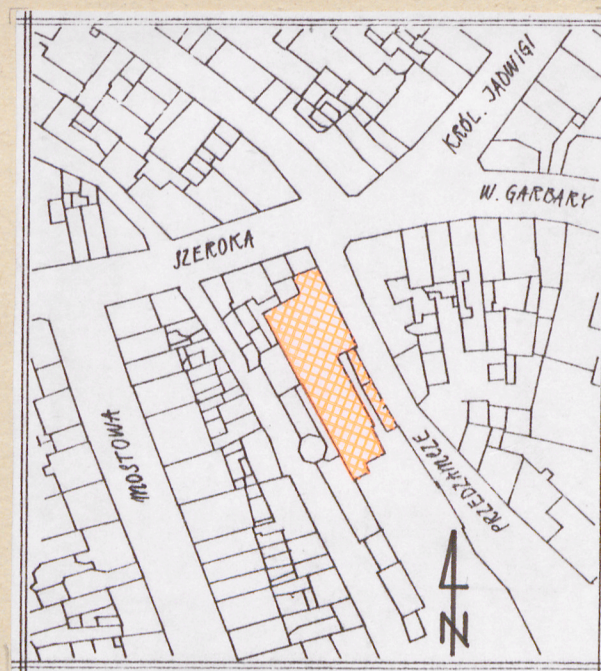 KRÓL. JADWIGI
W. GARBARY
SZEROKA
MOSTOWA
PRZEDZAMCZE
N